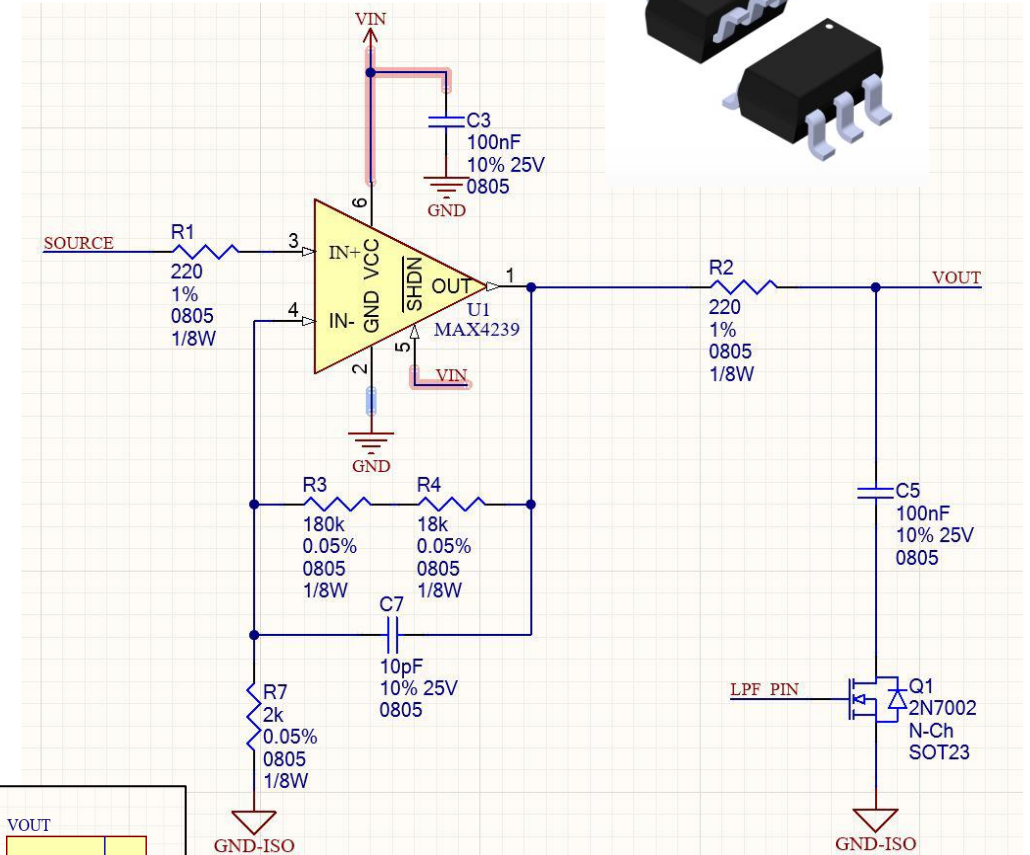 VIN
C3
100nF
10% 25V
0805
GND
6
SOURCE
R1
220
1%
0805
1/8W
3
IN+
VCC
SHDN
OUT
1
4
IN-
GND
U1
MAX4239
5
2
VIN
GND
R2
220
1%
0805
1/8W
VOUT
R3
180k
0.05%
0805
1/8W
R4
18k
0.05%
0805
1/8W
C5
100nF
10% 25V
0805
C7
10pF
10% 25V
0805
R7
2k
0.05%
0805
1/8W
GND-ISO
LPF_PIN
Q1
2N7002
N-Ch
SOT23
GND-ISO
VOUT